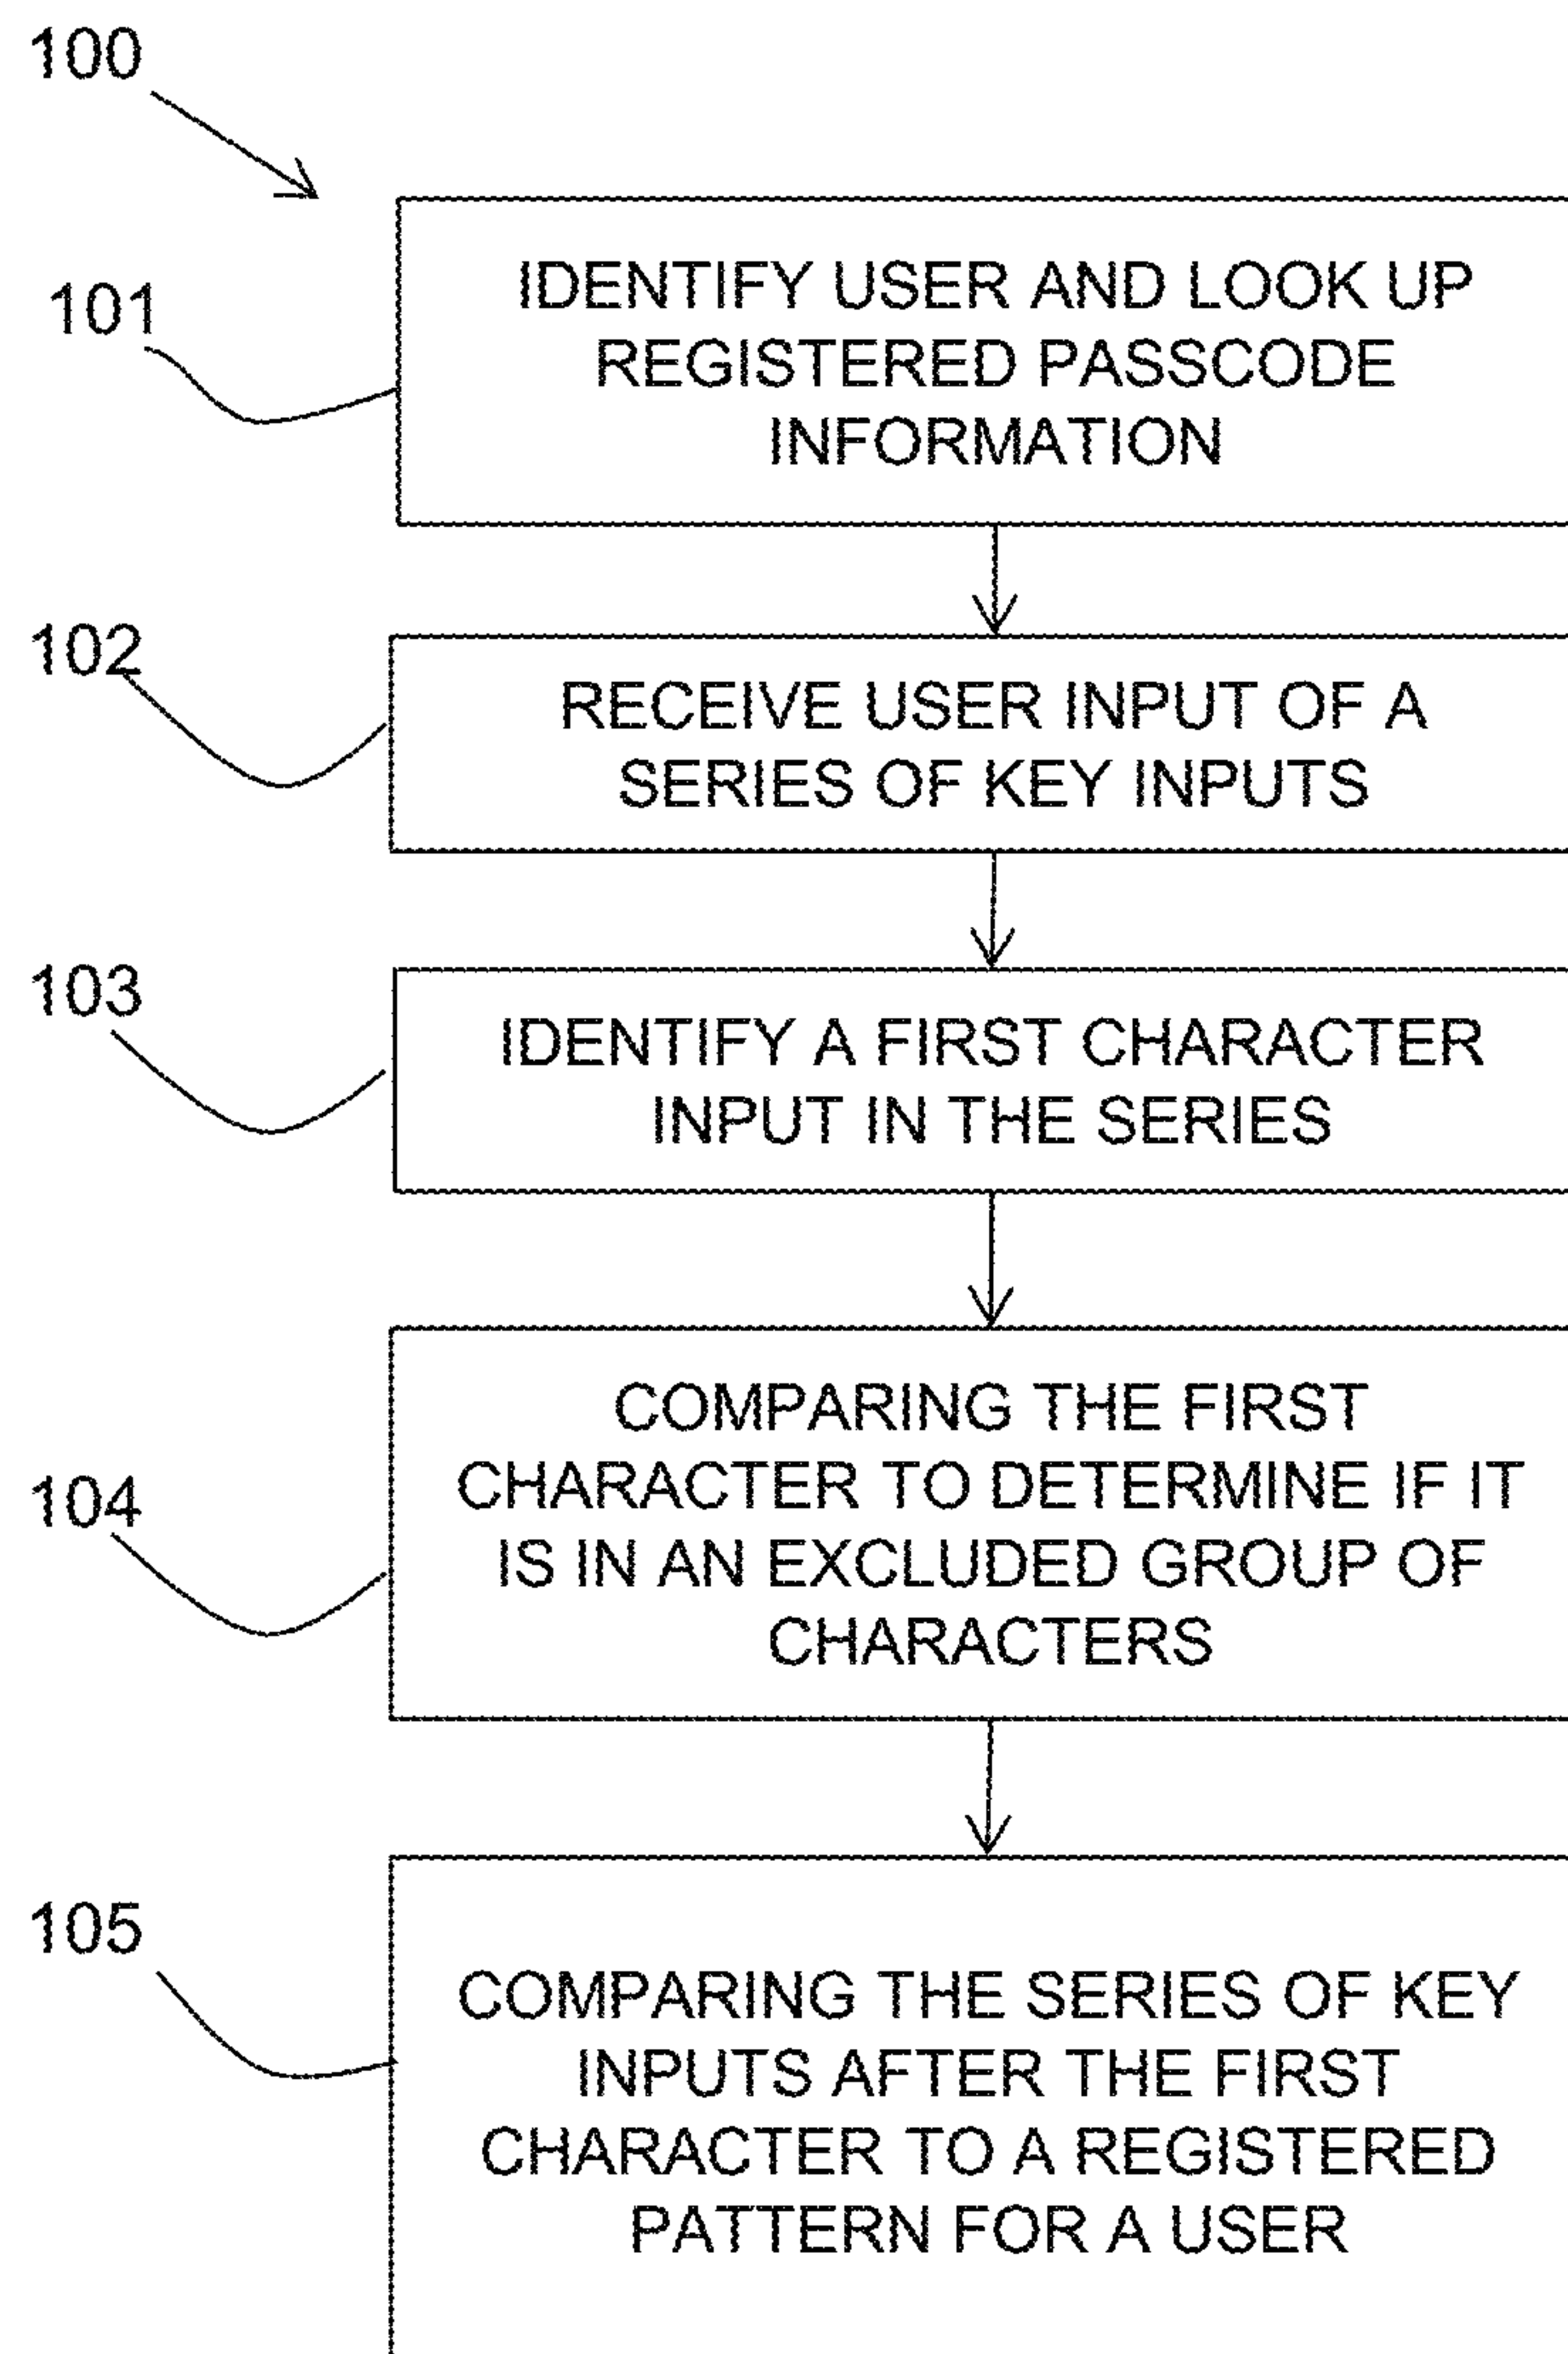 100
101
IDENTIFY USER AND LOOK UP
REGISTERED PASSCODE
INFORMATION
102
RECEIVE USER INPUT OF A
SERIES OF KEY INPUTS
103
IDENTIFY A FIRST CHARACTER
INPUT IN THE SERIES
104
COMPARING THE FIRST
CHARACTER TO DETERMINE IF IT
IS IN AN EXCLUDED GROUP OF
CHARACTERS
105
COMPARING THE SERIES OF KEY
INPUTS AFTER THE FIRST
CHARACTER TO A REGISTERED
PATTERN FOR A USER